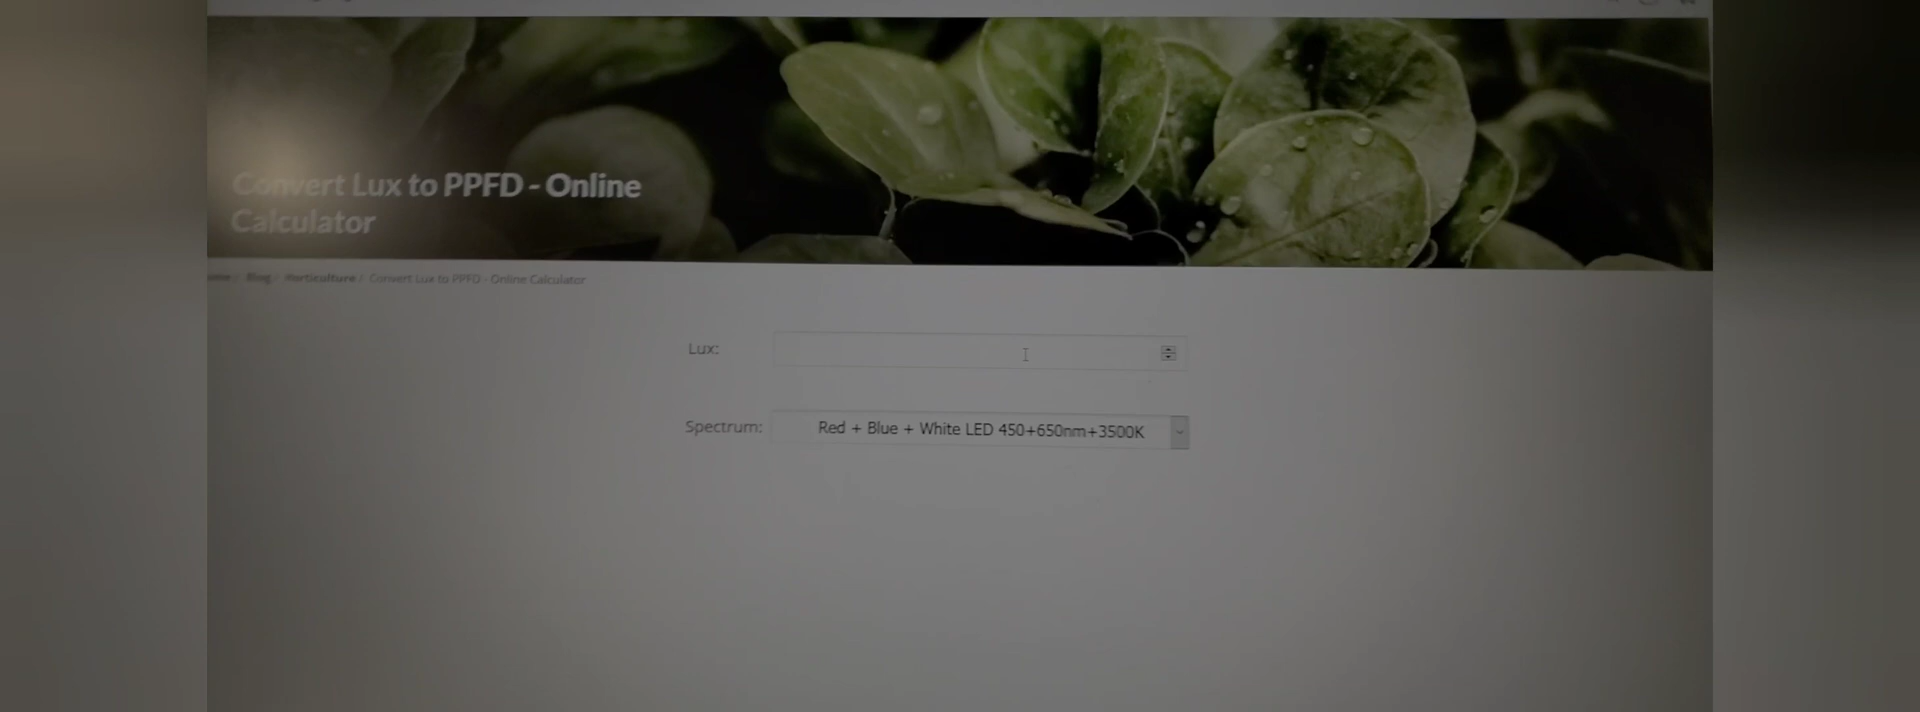 Convert Lux to PPFD - Online
Calculator
Blog / Horticulture / Convert Lux to PPFD - Online Calculator
Lux:
Spectrum: Red + Blue + White LED 450+650nm+3500K